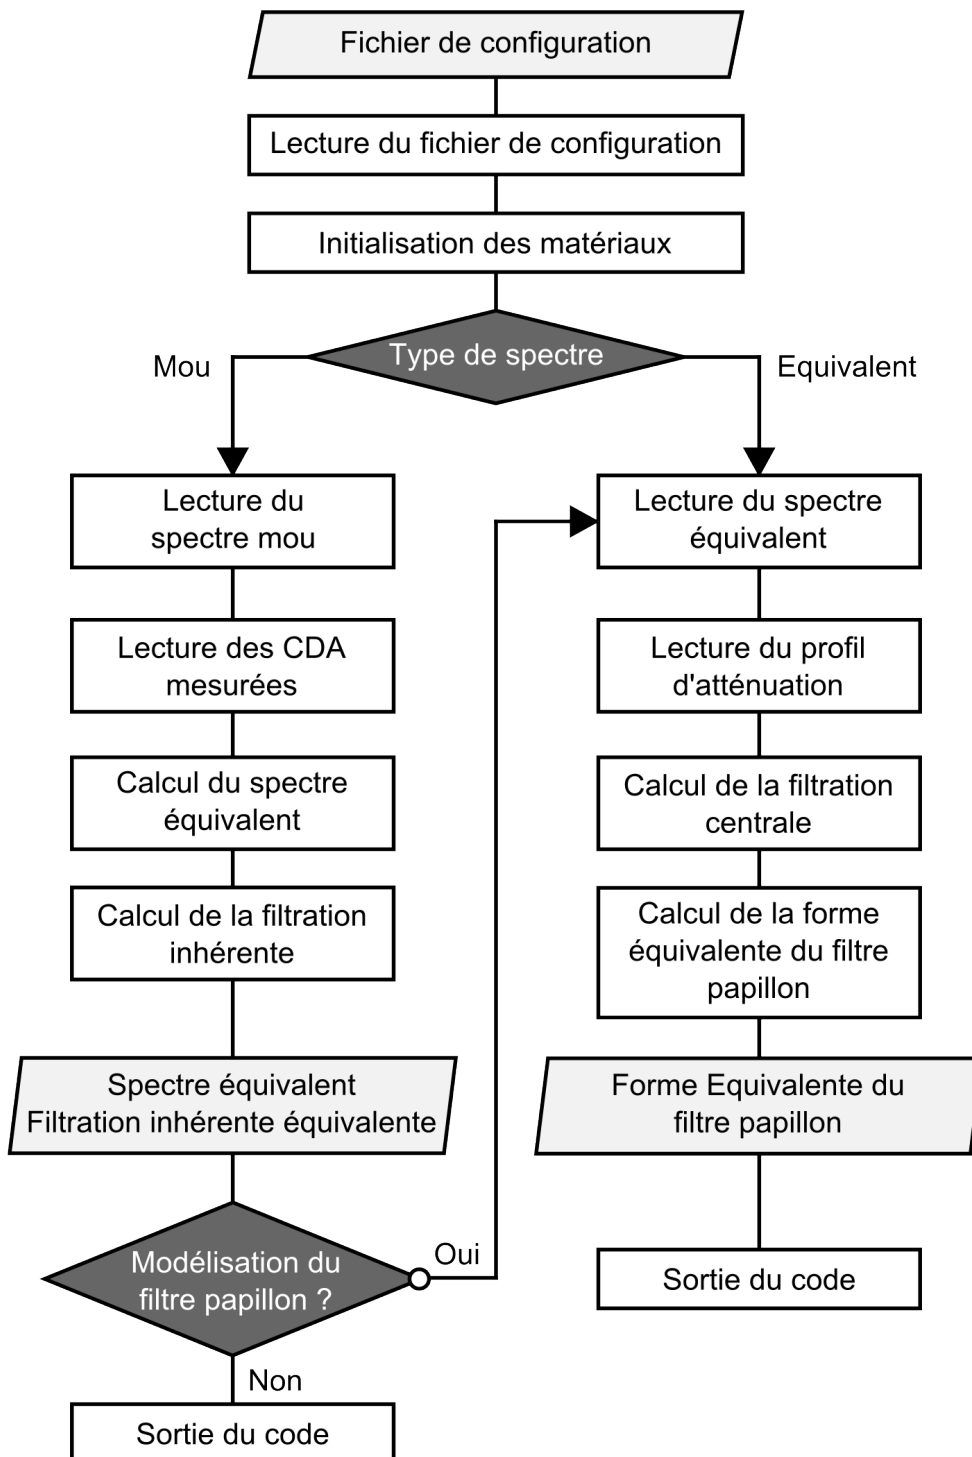 Fichier de configuration
Lecture du fichier de configuration
Initialisation des matériaux
Type de spectre
Mou
Equivalent
Lecture du
spectre mou
Lecture des CDA
mesurées
Calcul du spectre
équivalent
Calcul de la filtration
inhérente
Spectre équivalent
Filtration inhérente équivalente
Modélisation du
filtre papillon ?
Oui
Non
Sortie du code
Lecture du spectre
équivalent
Lecture du profil
d'atténuation
Calcul de la filtration
centrale
Calcul de la forme
équivalente du filtre
papillon
Forme Equivalente du
filtre papillon
Sortie du code